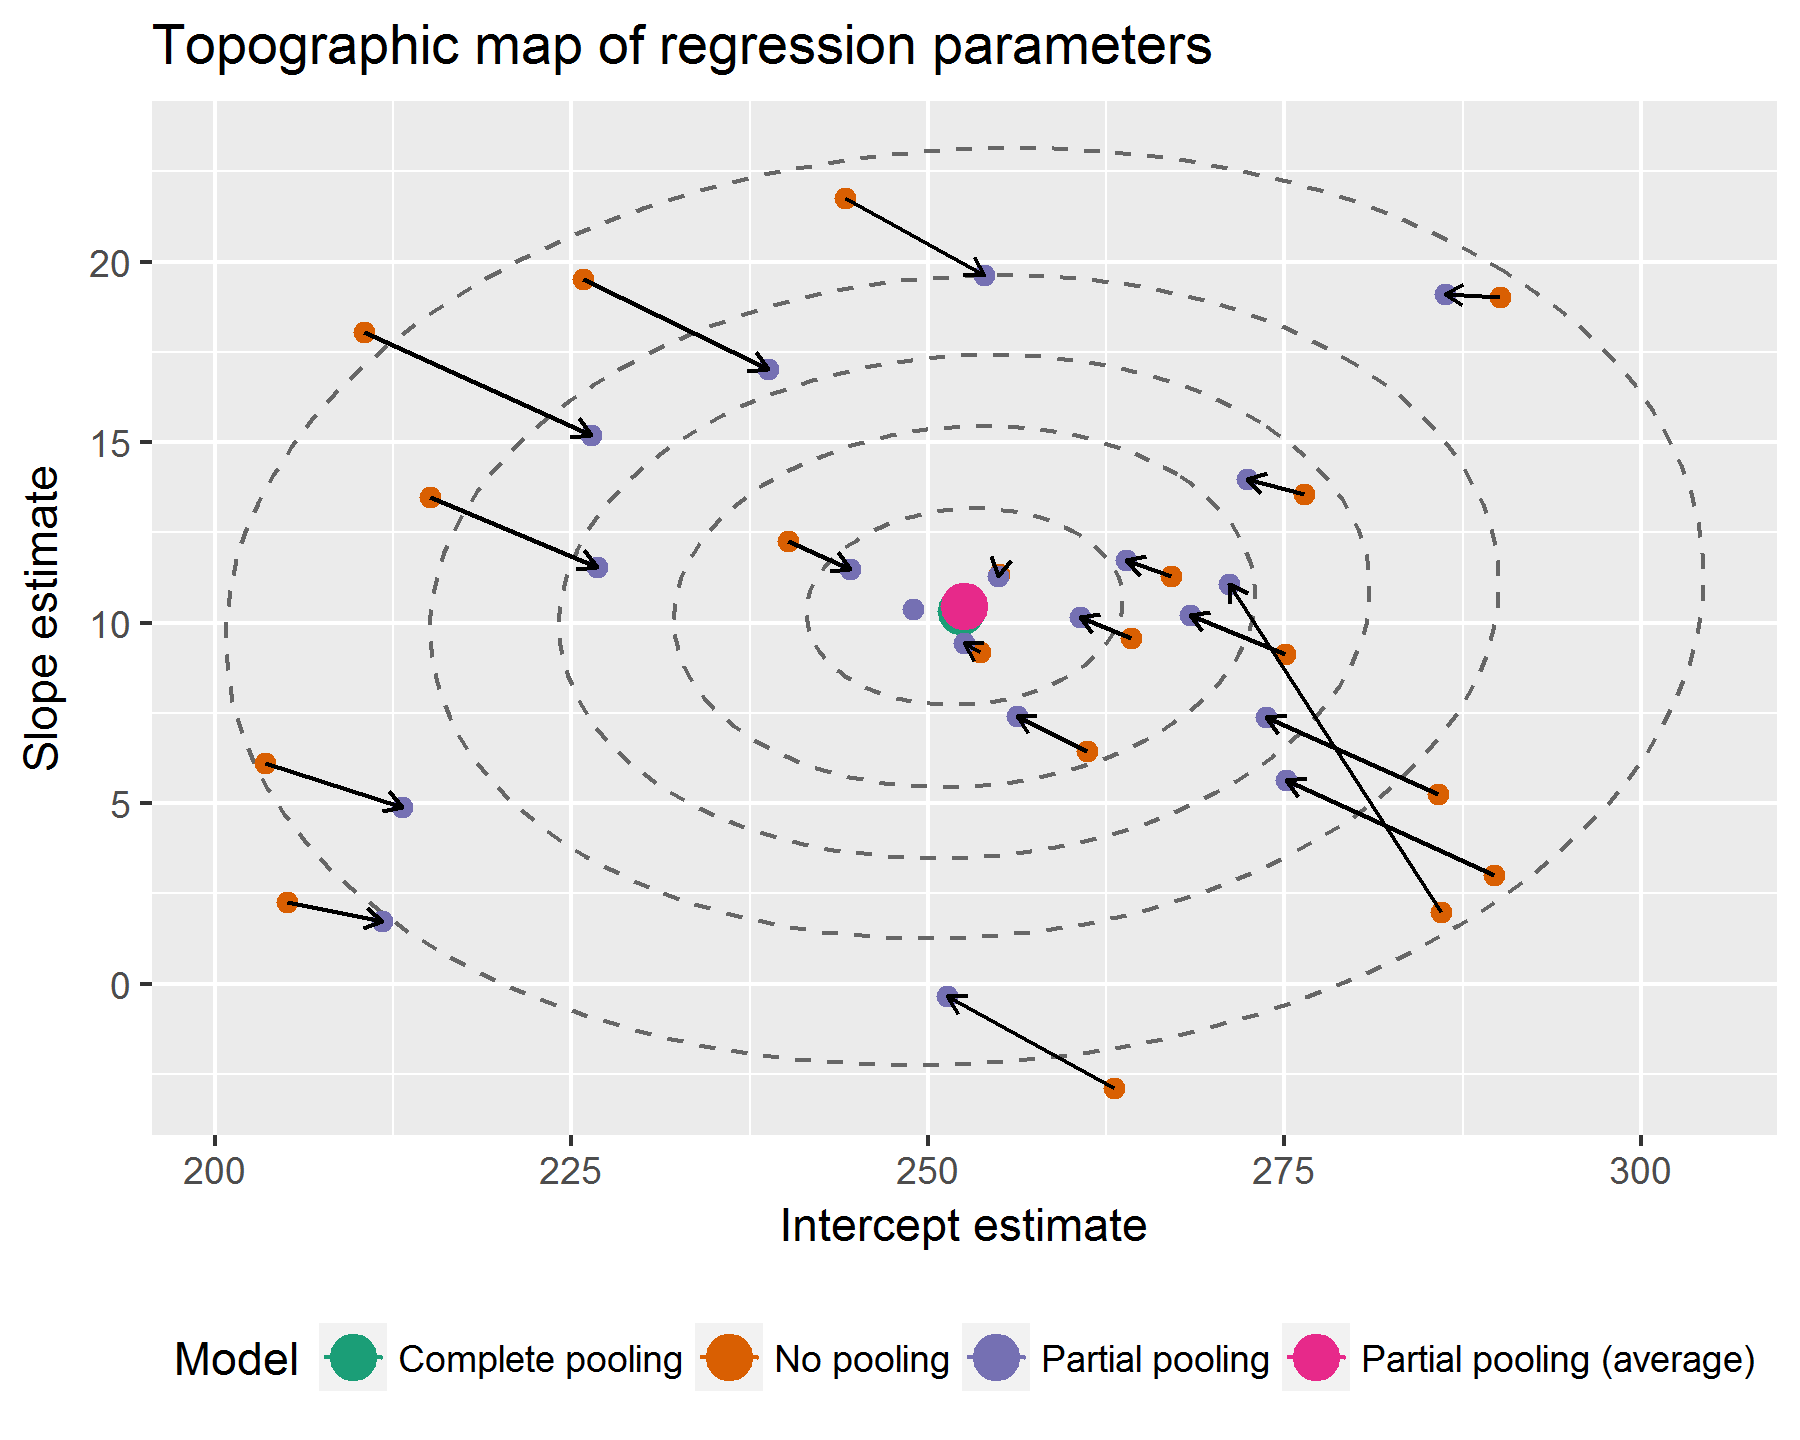 Topographic map of regression parameters
Slope estimate
20
15
10
5
0
200 225 250 275 300
Intercept estimate
Model Complete pooling No pooling Partial pooling Partial pooling (average)